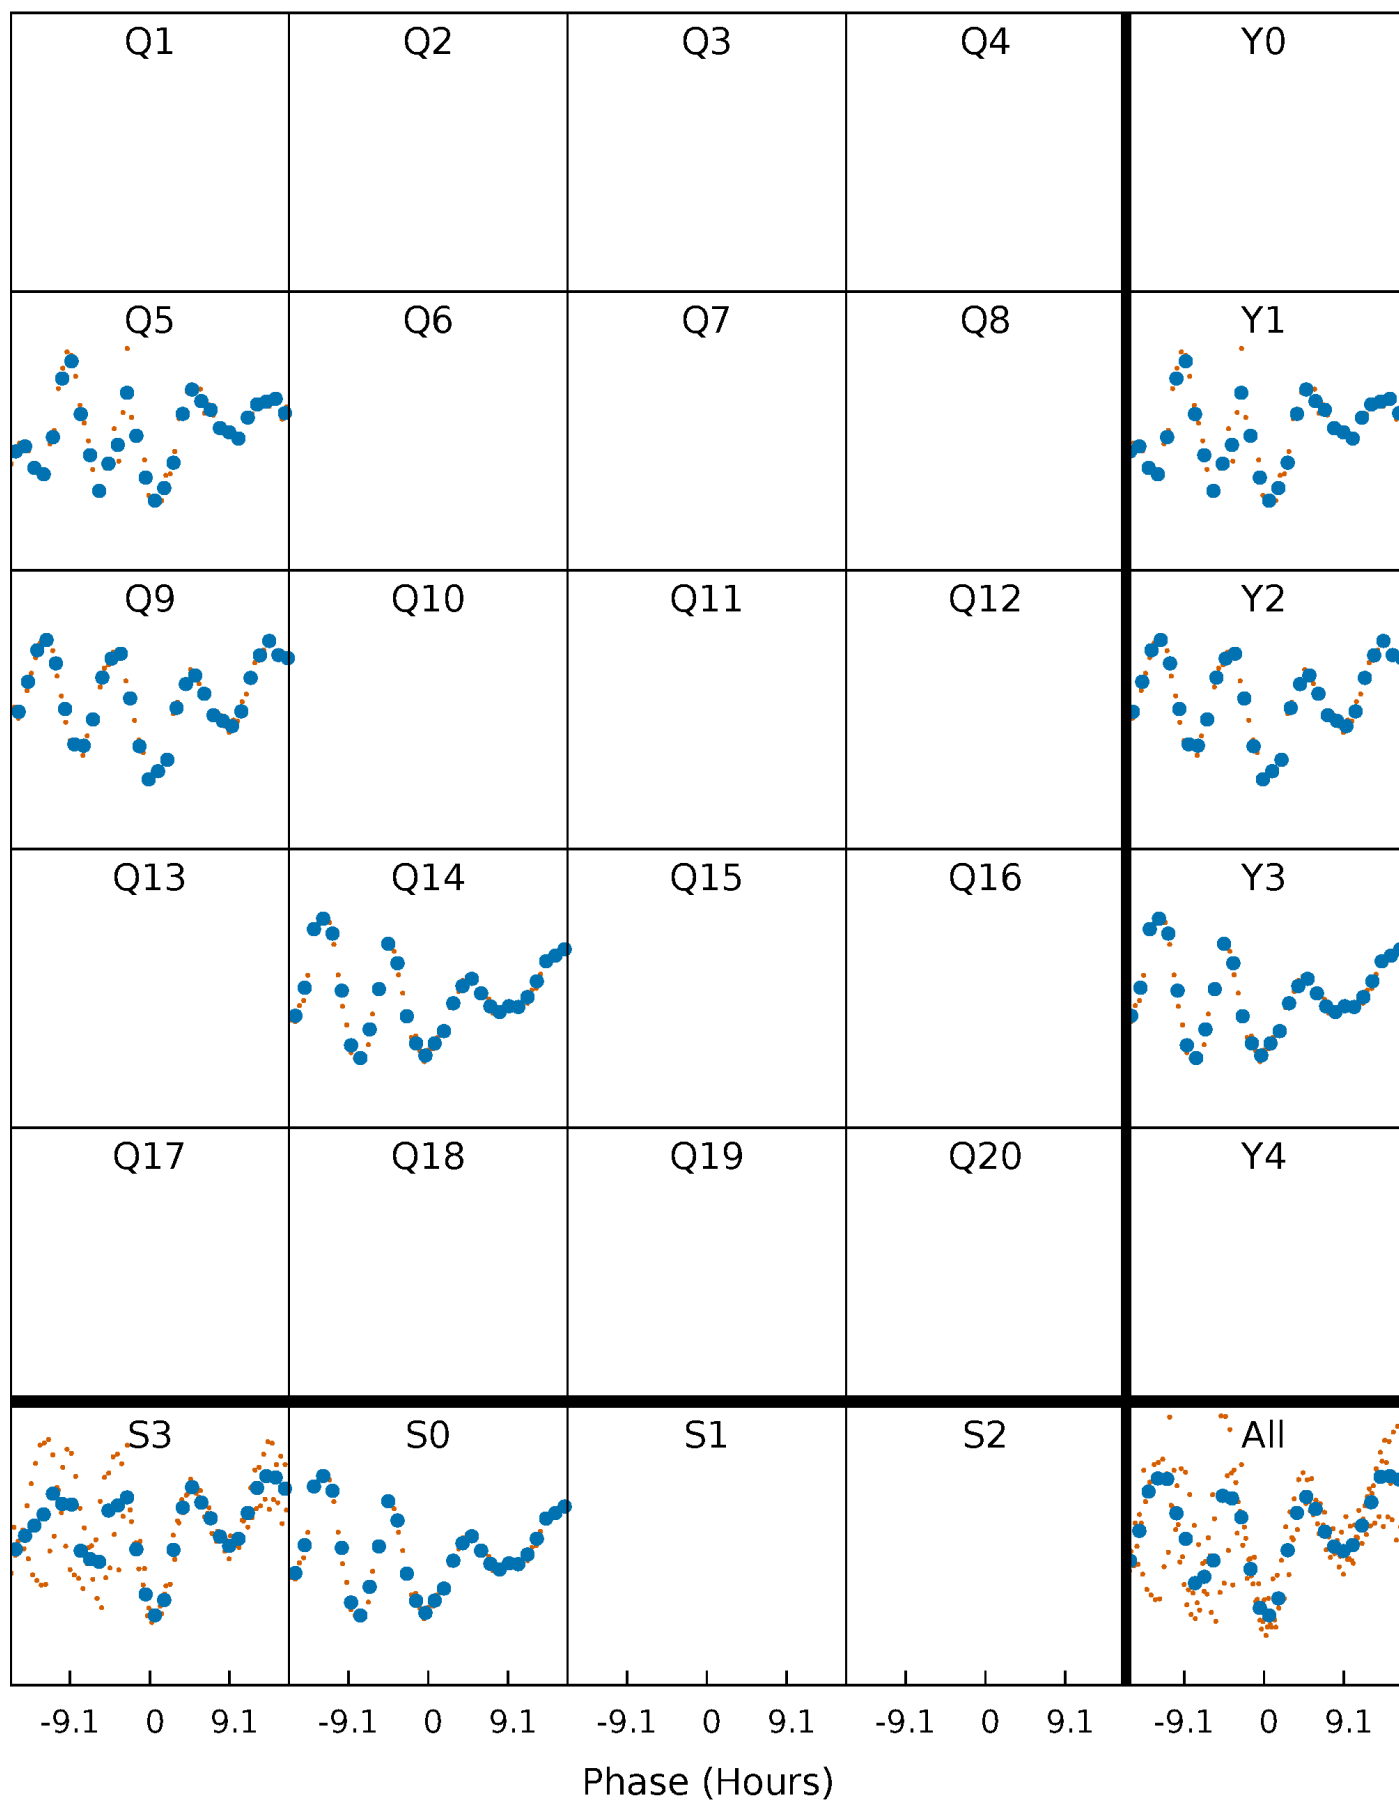 Q1 Q2 Q3 Q4 Y0
Q5 Q6 Q7 Q8 Y1
Q9 Q10 Q11 Q12 Y2
Q13 Q14 Q15 Q16 Y3
Q17 Q18 Q19 Q20 Y4
S3 S0 S1 S2 All
-9.1 0 9.1 -9.1 0 9.1 -9.1 0 9.1 -9.1 0 9.1 -9.1 0 9.1
Phase (Hours)